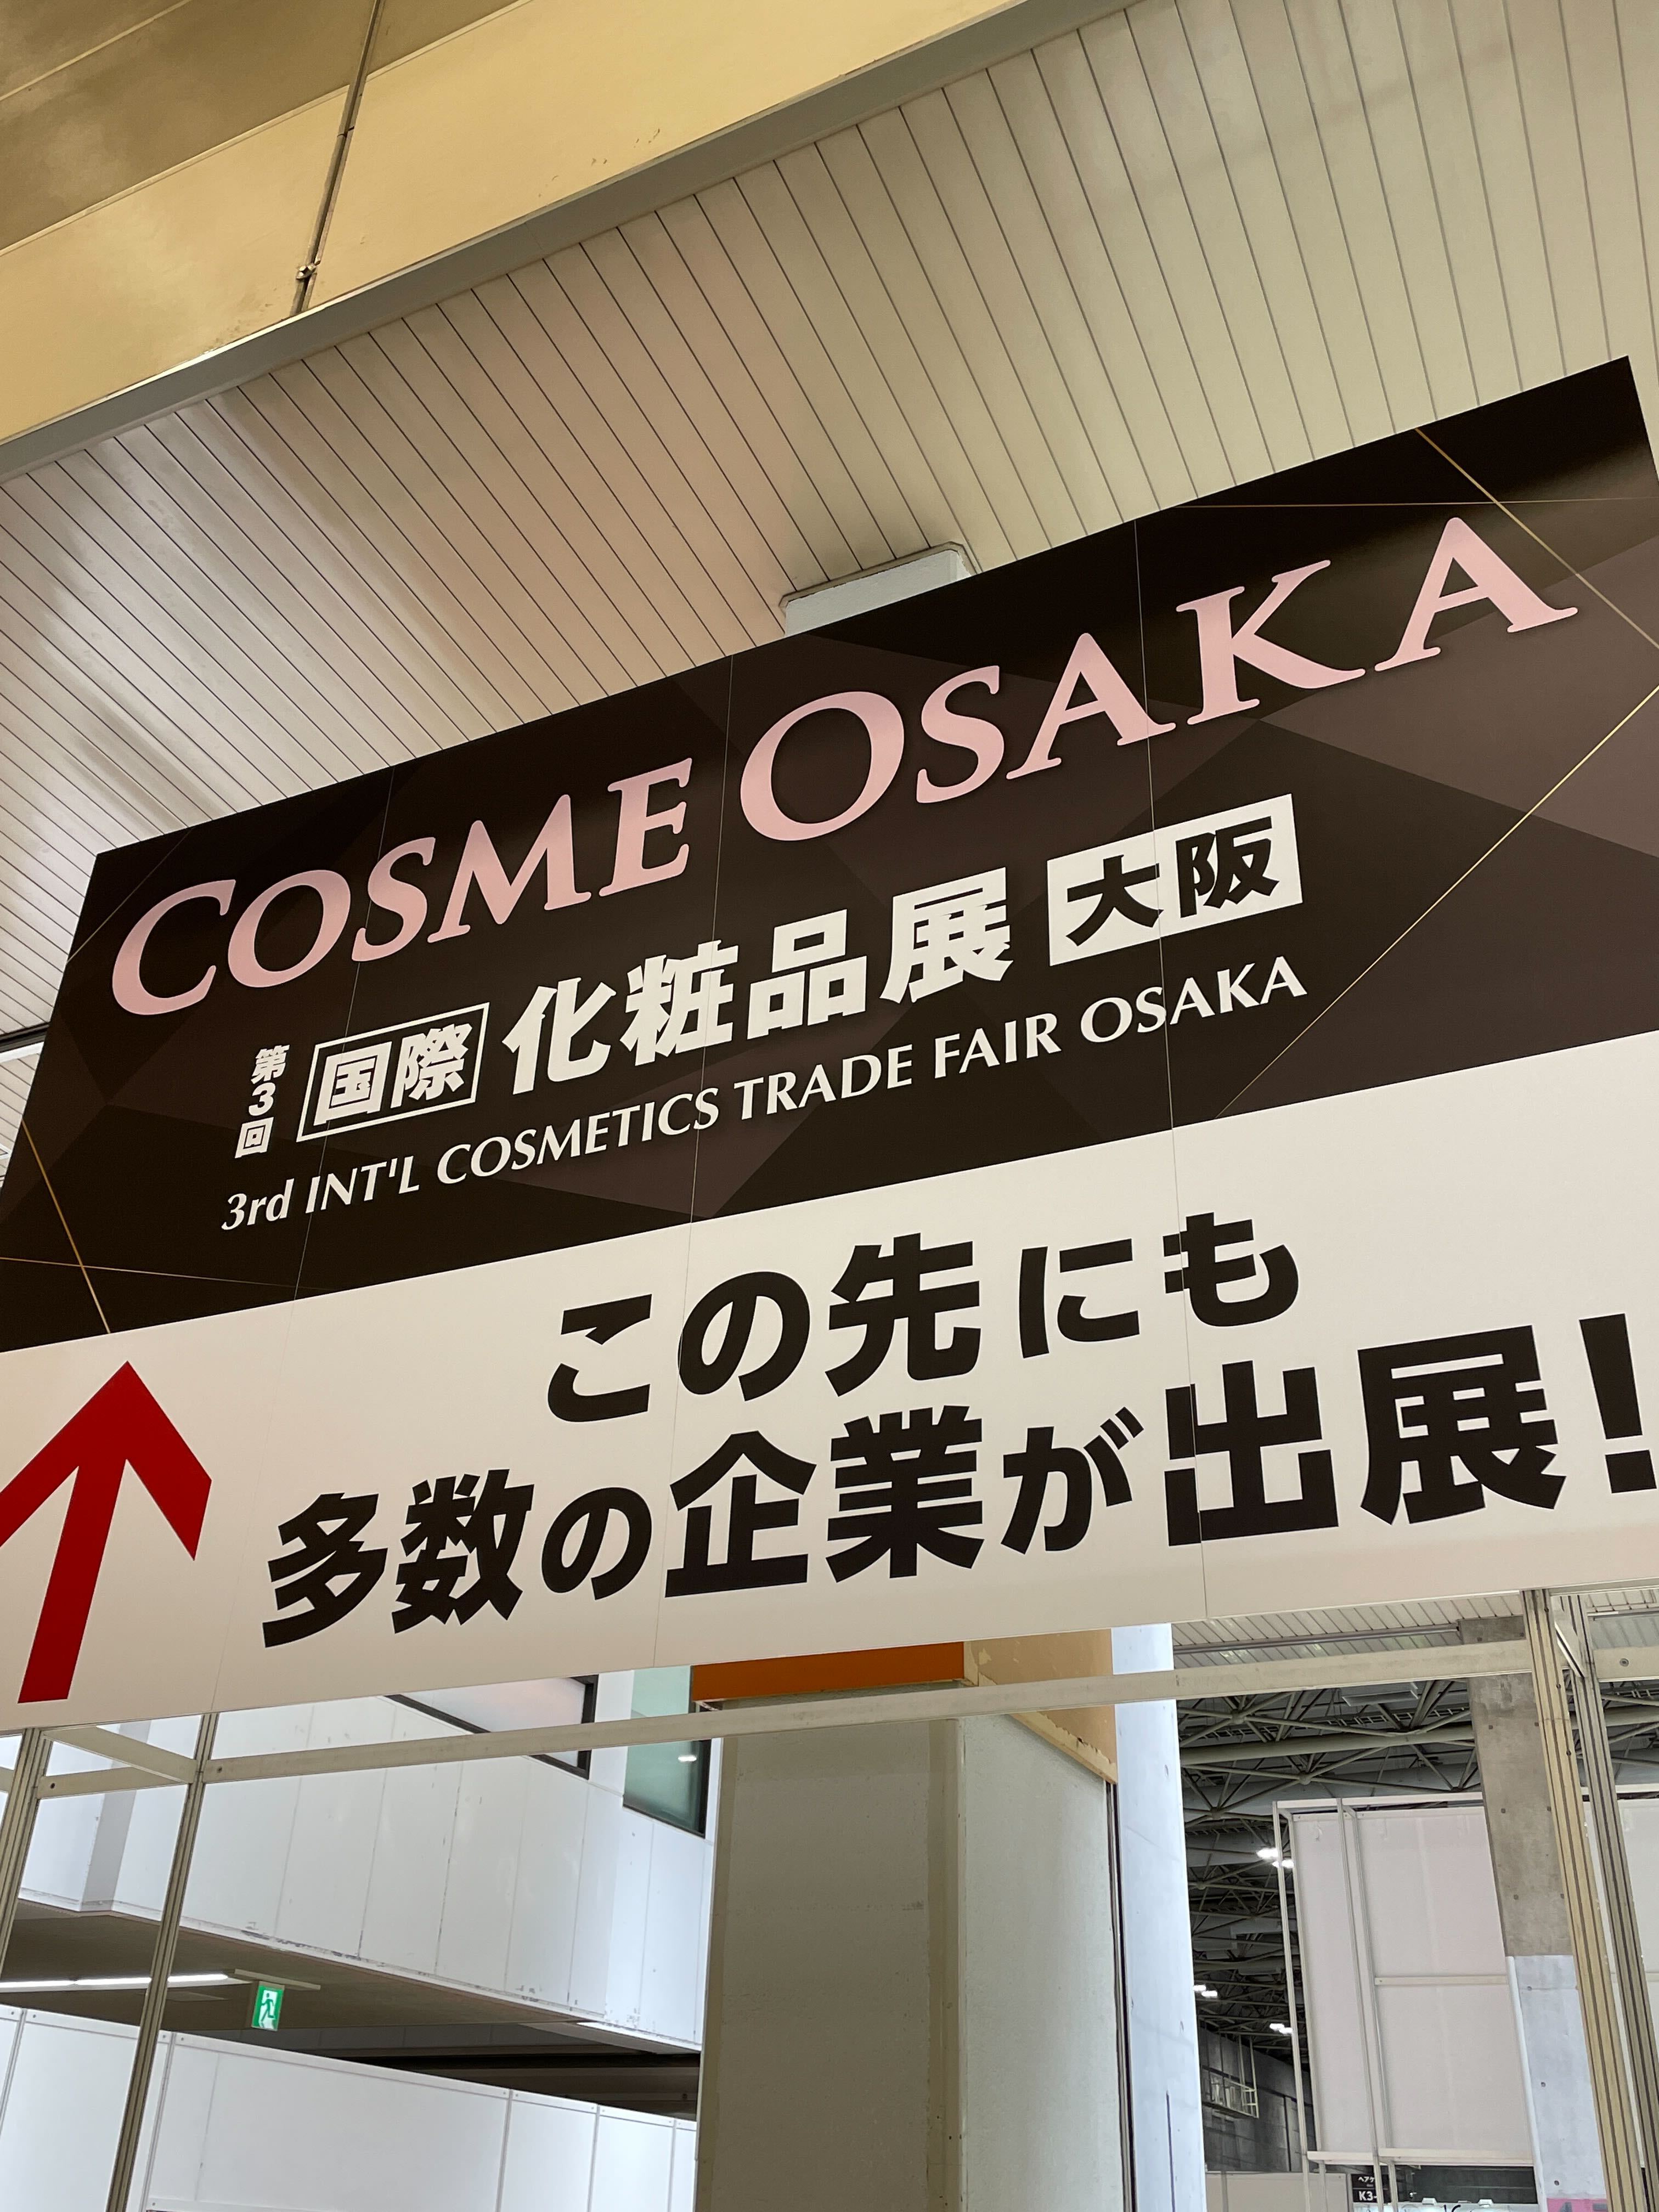 COSME OSAKA
第3回 国際 化粧品展 大阪
3rd INT'L COSMETICS TRADE FAIR OSAKA
この先にも
多数の企業が出展!